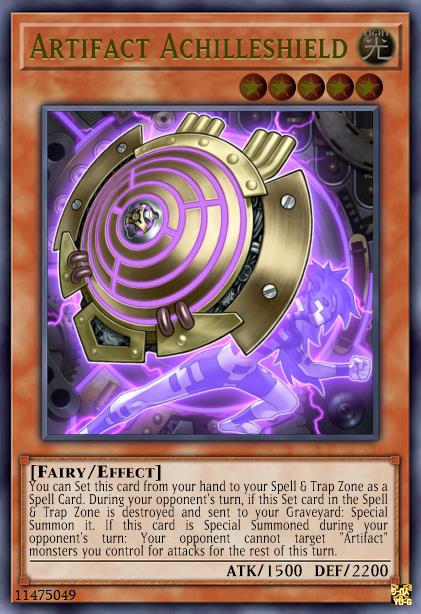 Artifact Achilleshield
LIGHT
光
[Fairy/Effect]
You can Set this card from your hand to your Spell & Trap Zone as a
Spell Card. During your opponent's turn, if this Set card in the Spell
& Trap Zone is destroyed and sent to your Graveyard: Special
Summon it. If this card is Special Summoned during your
opponent's turn: Your opponent cannot target "Artifact"
monsters you control for attacks for the rest of this turn.
ATK/1500 DEF/2200
11475049